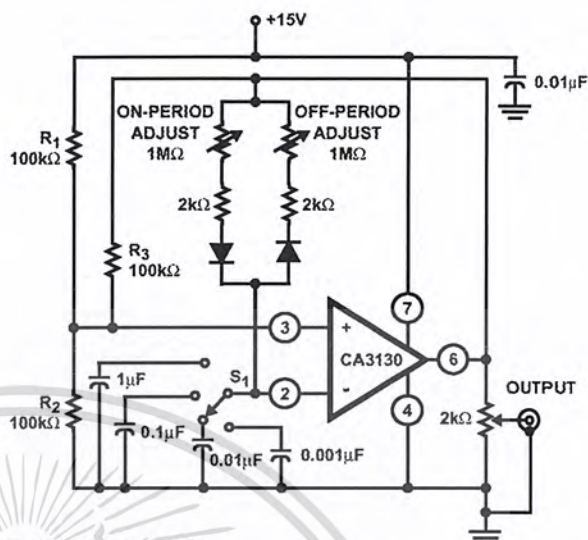 +15V
0.01µF
ON-PERIOD
ADJUST
1MΩ
OFF-PERIOD
ADJUST
1MΩ
R1
100kΩ
2kΩ
2kΩ
R3
100kΩ
7
3
+
CA3130
6
S1
2
-
4
OUTPUT
2kΩ
1µF
R2
100kΩ
0.1µF
0.01µF
0.001µF